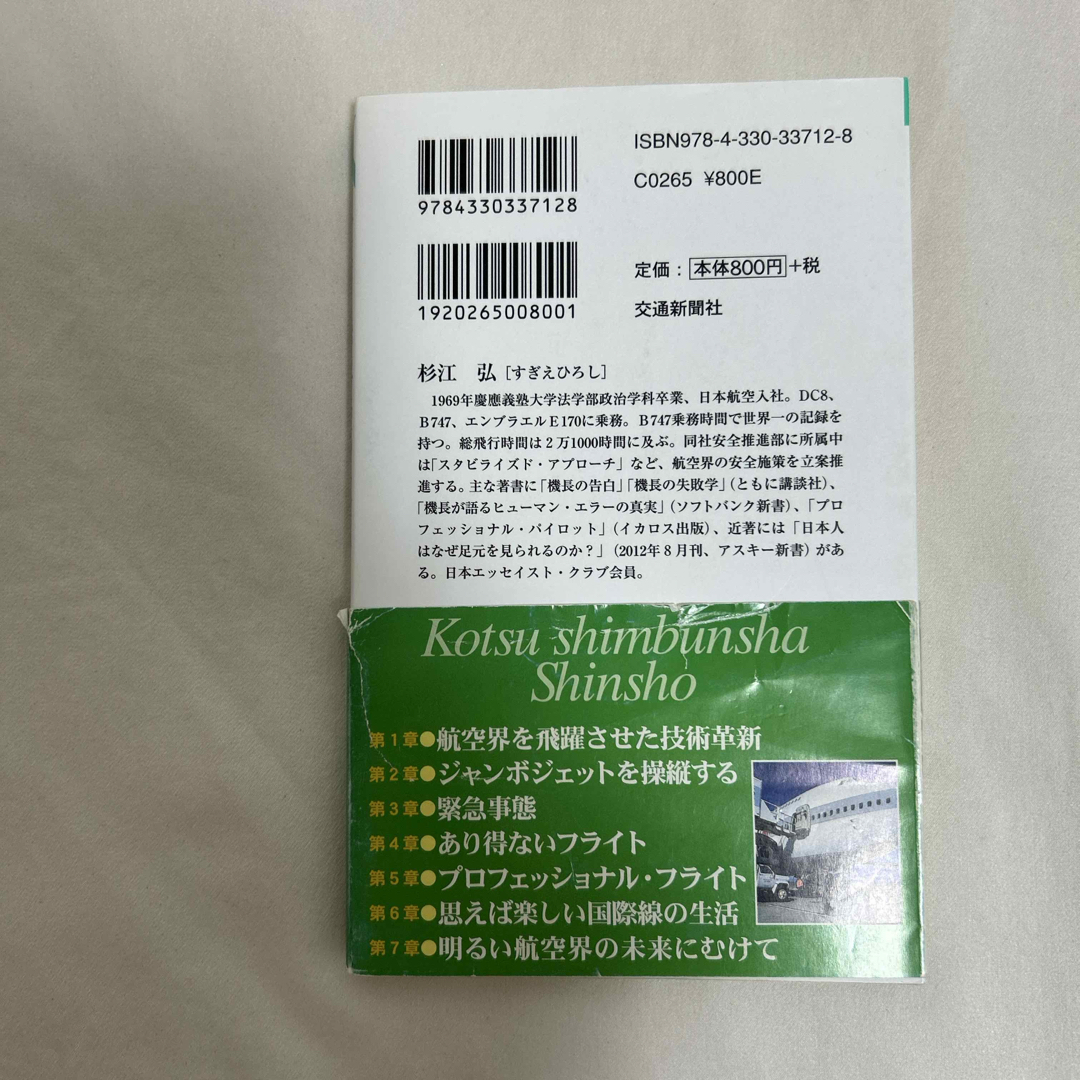 9784330337128
ISBN978-4-330-33712-8
C0265 ¥800E
1920265008001
定価：本体800円+税
交通新聞社
杉江 弘［すぎえひろし］
1969年慶應義塾大学法学部政治学科卒業、日本航空入社。DC8、
B747、エンブラエルE170に乗務。B747乗務時間で世界一の記録を
持つ。総飛行時間は2万1000時間に及ぶ。同社安全推進部に所属中
は「スタビライズド・アプローチ」など、航空界の安全施策を立案推
進する。主な著書に「機長の告白」「機長の失敗学」（ともに講談社）、
「機長が語るヒューマン・エラーの真実」（ソフトバンク新書）、「プロ
フェッショナル・パイロット」（イカロス出版）、近著には「日本人
はなぜ足元を見られるのか？」（2012年8月刊、アスキー新書）があ
る。日本エッセイスト・クラブ会員。
Kotsu shimbunsha
Shinsho
第1章●航空界を飛躍させた技術革新
第2章●ジャンボジェットを操縦する
第3章●緊急事態
第4章●あり得ないフライト
第5章●プロフェッショナル・フライト
第6章●思えば楽しい国際線の生活
第7章●明るい航空界の未来にむけて